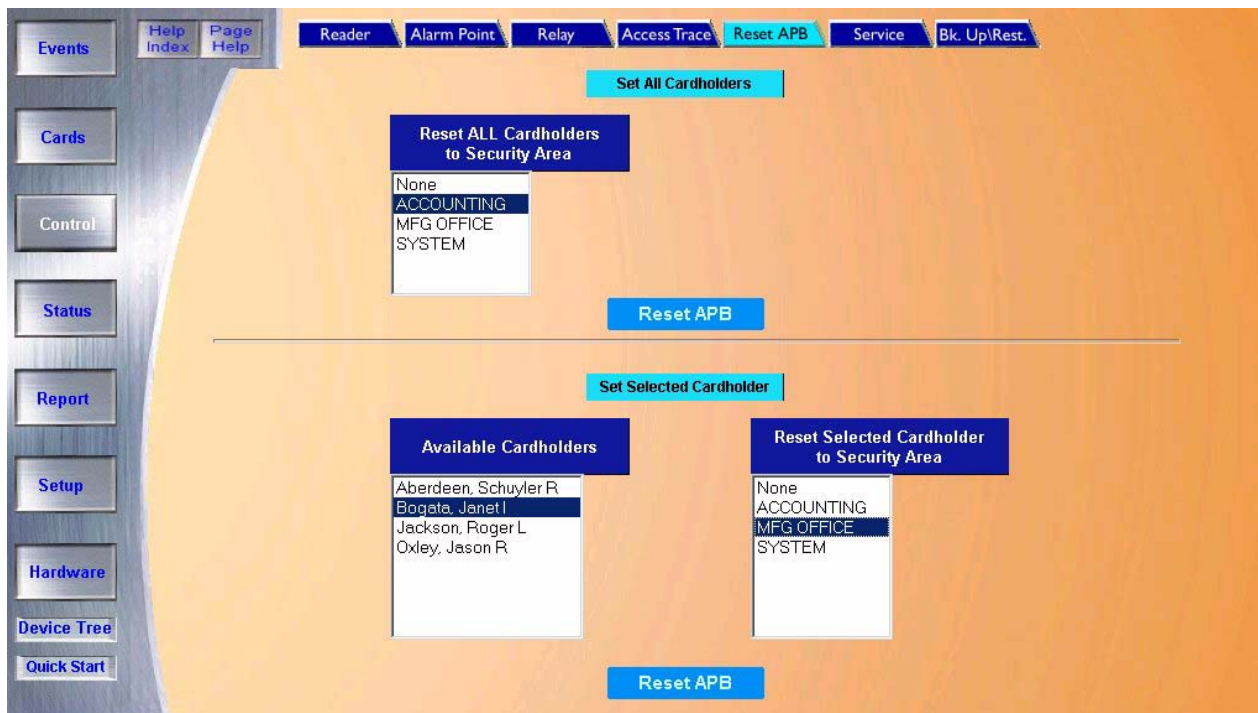 Events
Help Index
Page Help
Reader
Alarm Point
Relay
Access Trace
Reset APB
Service
Bk. Up\Rest.
Set All Cardholders
Cards
Reset ALL Cardholders
to Security Area
None
ACCOUNTING
MFG OFFICE
SYSTEM
Control
Status
Reset APB
Set Selected Cardholder
Report
Available Cardholders
Reset Selected Cardholder
to Security Area
Aberdeen, Schuyler R
Bogata, Janet I
Jackson, Roger L
Oxley, Jason R
None
ACCOUNTING
MFG OFFICE
SYSTEM
Setup
Hardware
Device Tree
Quick Start
Reset APB